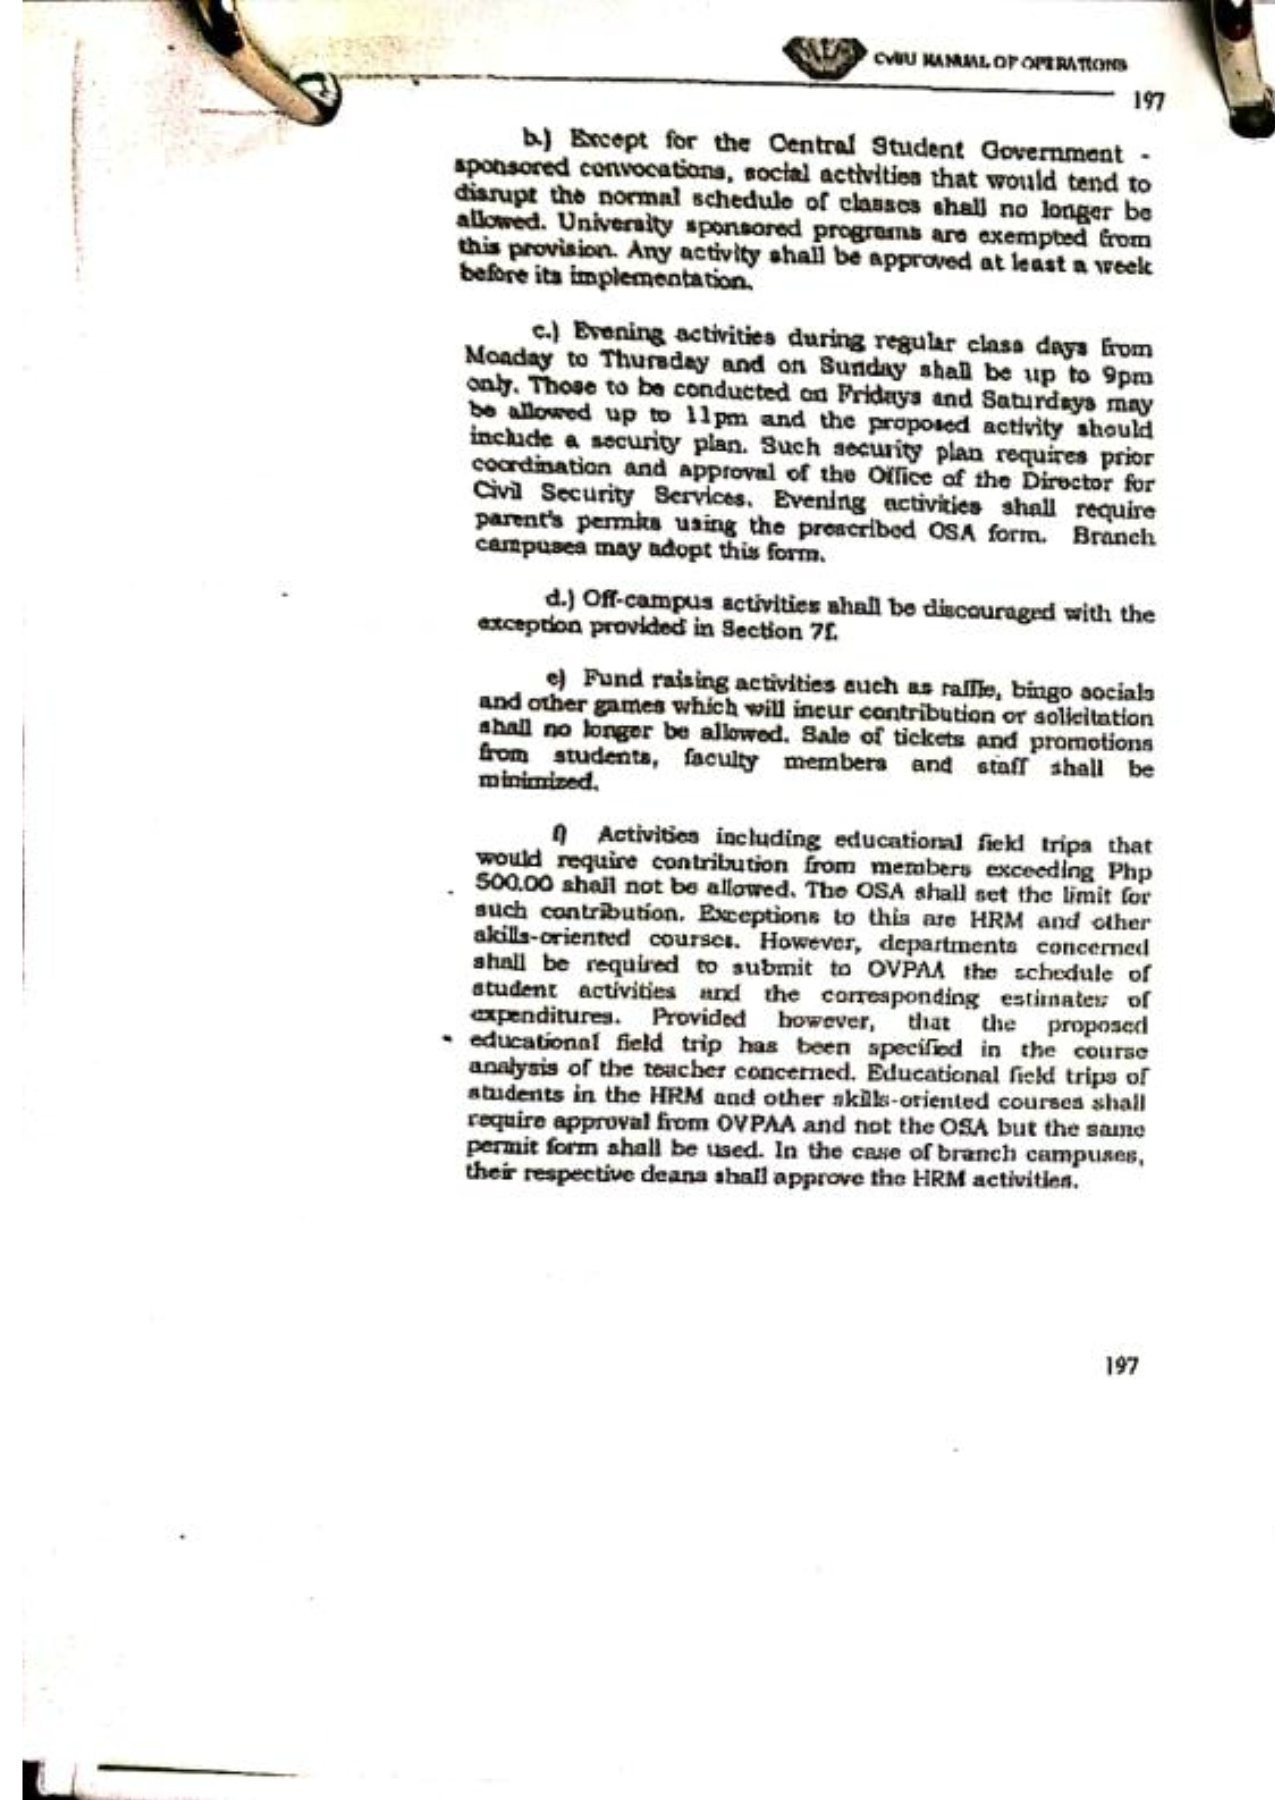 CvSU MANUAL OF OPERATIONS
197
b.) Except for the Central Student Government -
sponsored convocations, social activities that would tend to
disrupt the normal schedule of classes shall no longer be
allowed. University sponsored programs are exempted from
this provision. Any activity shall be approved at least a week
before its implementation.
c.) Evening activities during regular class days from
Monday to Thursday and on Sunday shall be up to 9pm
only. Those to be conducted on Fridays and Saturdays may
be allowed up to 11pm and the proposed activity should
include a security plan. Such security plan requires prior
coordination and approval of the Office of the Director for
Civil Security Services. Evening activities shall require
parent's permits using the prescribed OSA form. Branch
campuses may adopt this form.
d.) Off-campus activities shall be discouraged with the
exception provided in Section 7f.
e) Fund raising activities such as raffle, bingo socials
and other games which will incur contribution or solicitation
shall no longer be allowed. Sale of tickets and promotions
from students, faculty members and staff shall be
minimized.
f) Activities including educational field trips that
would require contribution from members exceeding Php
500.00 shall not be allowed. The OSA shall set the limit for
such contribution. Exceptions to this are HRM and other
skills-oriented courses. However, departments concerned
shall be required to submit to OVPAA the schedule of
student activities and the corresponding estimates of
expenditures. Provided however, that the proposed
educational field trip has been specified in the course
analysis of the teacher concerned. Educational field trips of
students in the HRM and other skills-oriented courses shall
require approval from OVPAA and not the OSA but the same
permit form shall be used. In the case of branch campuses,
their respective deans shall approve the HRM activities.
197